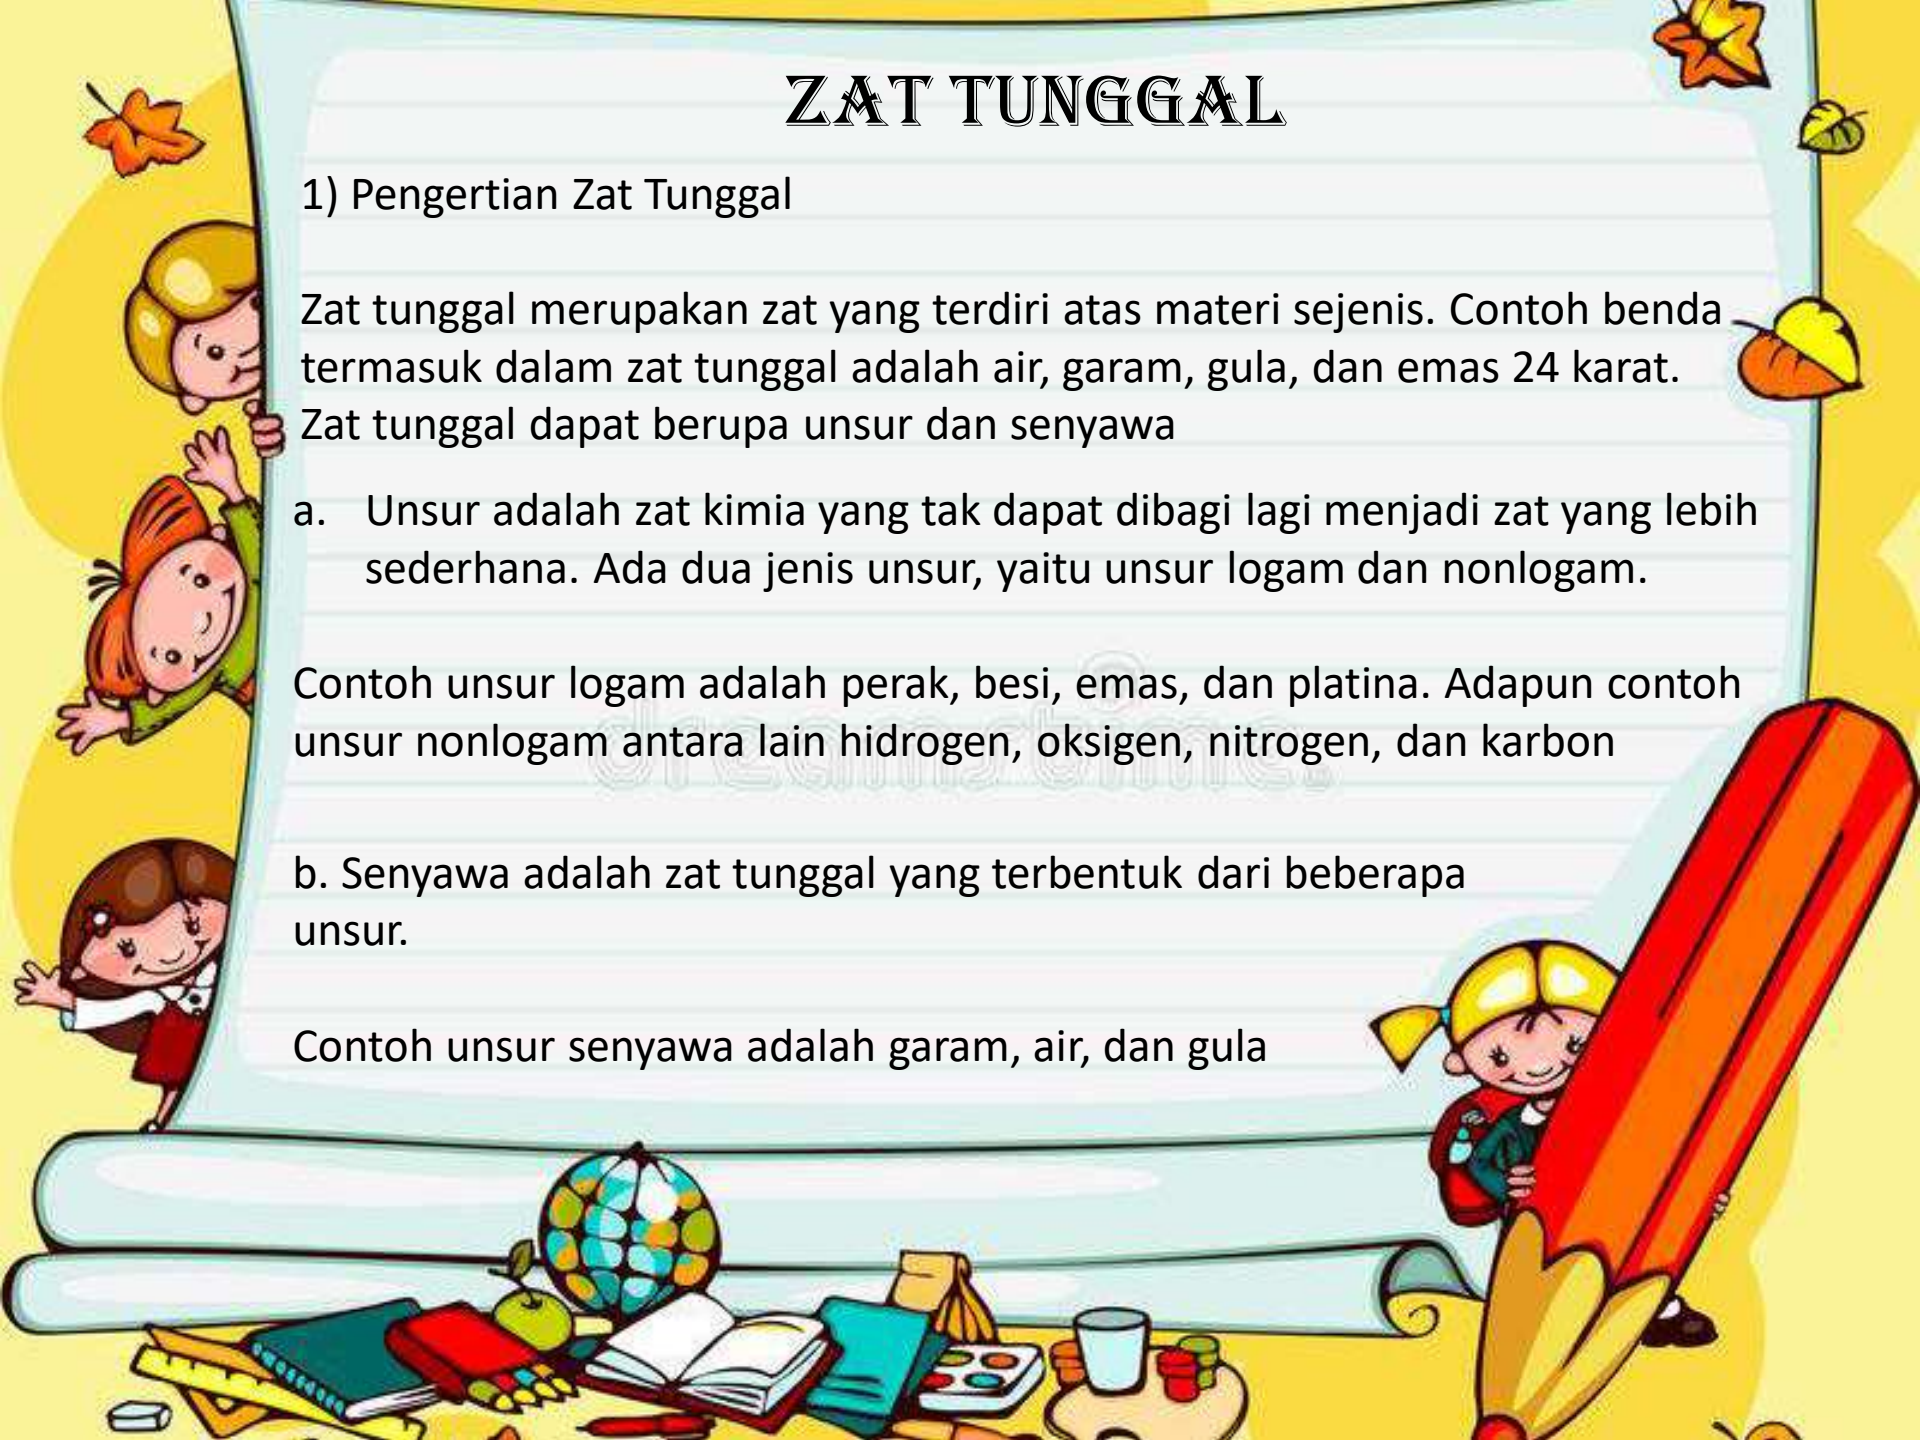 ZAT TUNGGAL
1) Pengertian Zat Tunggal
Zat tunggal merupakan zat yang terdiri atas materi sejenis. Contoh benda
termasuk dalam zat tunggal adalah air, garam, gula, dan emas 24 karat.
Zat tunggal dapat berupa unsur dan senyawa
a. Unsur adalah zat kimia yang tak dapat dibagi lagi menjadi zat yang lebih
sederhana. Ada dua jenis unsur, yaitu unsur logam dan nonlogam.
Contoh unsur logam adalah perak, besi, emas, dan platina. Adapun contoh
unsur nonlogam antara lain hidrogen, oksigen, nitrogen, dan karbon
dreamstime.
b. Senyawa adalah zat tunggal yang terbentuk dari beberapa
unsur.
Contoh unsur senyawa adalah garam, air, dan gula